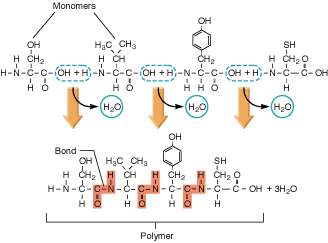 Monomers
OH
OH
CH₂
H₃C
CH₃
CH
CH₂
SH
CH₂
H–N–C–C–OH + H–N–C–C–OH + H–N–C–C–OH + H–N–C–C–OH
H
H
O
H
H
O
H
H
O
H
H
O
H₂O
H₂O
H₂O
Bond
OH
OH
CH₂
H₃C
CH₃
CH
CH₂
SH
CH₂
H–N–C–C–N–C–C–N–C–C–N–C–C–OH + 3H₂O
H
H
O
H
H
O
H
H
O
H
H
O
Polymer